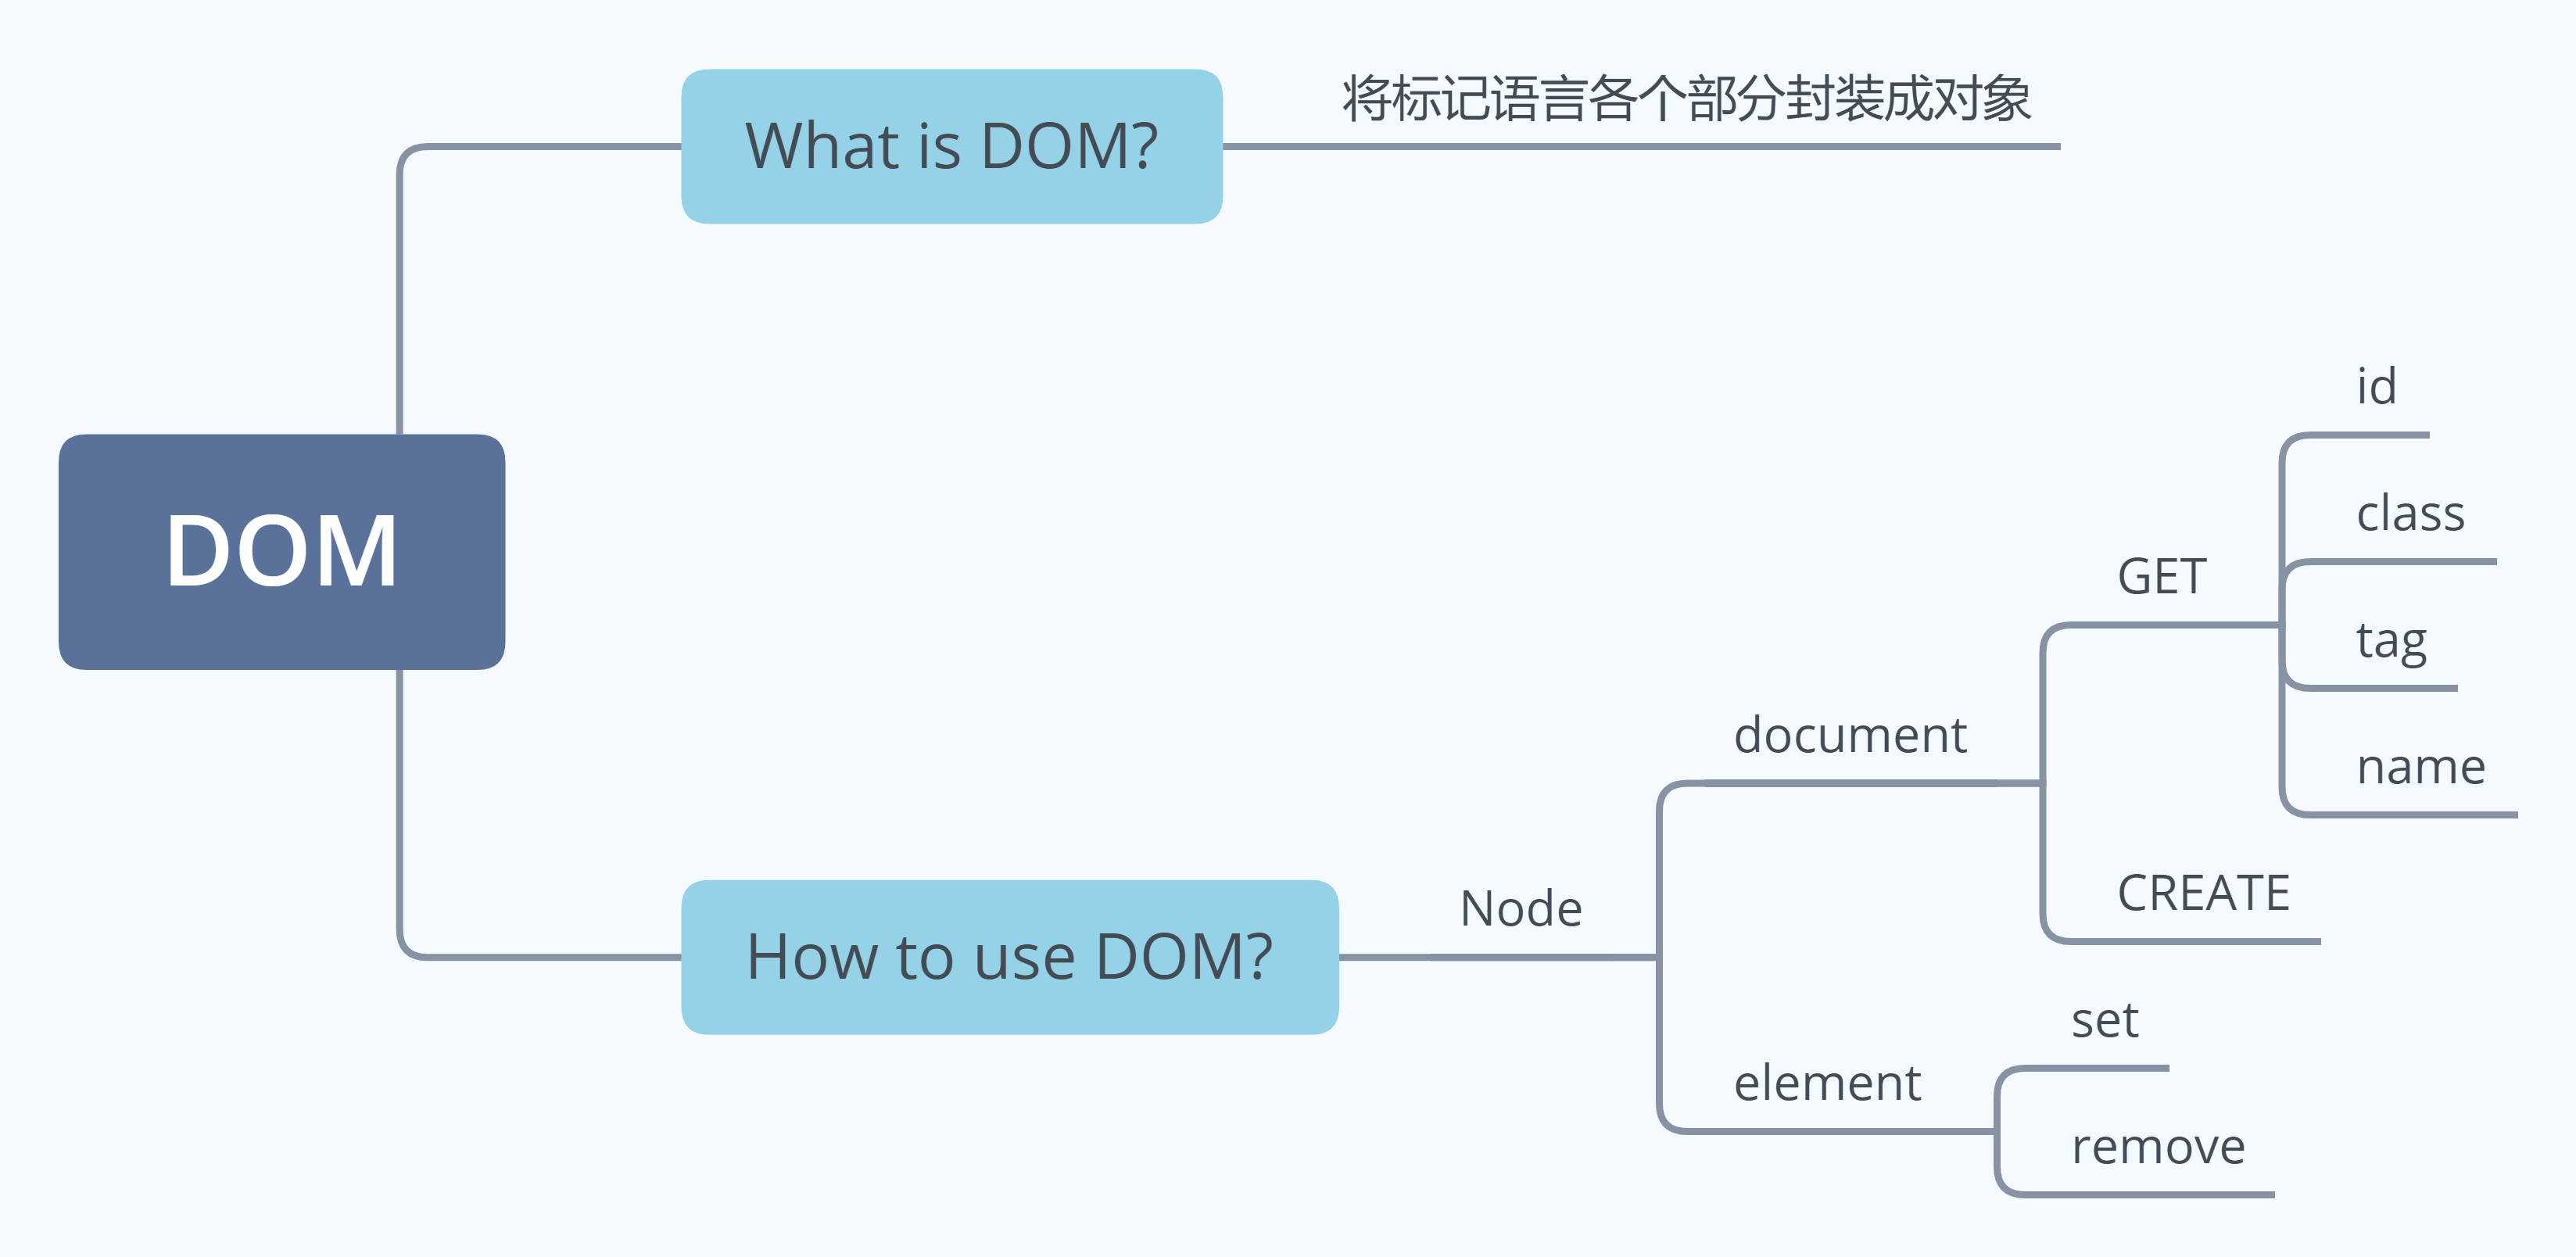 DOM
What is DOM?
将标记语言各个部分封装成对象
How to use DOM?
Node
document
GET
id
class
tag
name
CREATE
element
set
remove